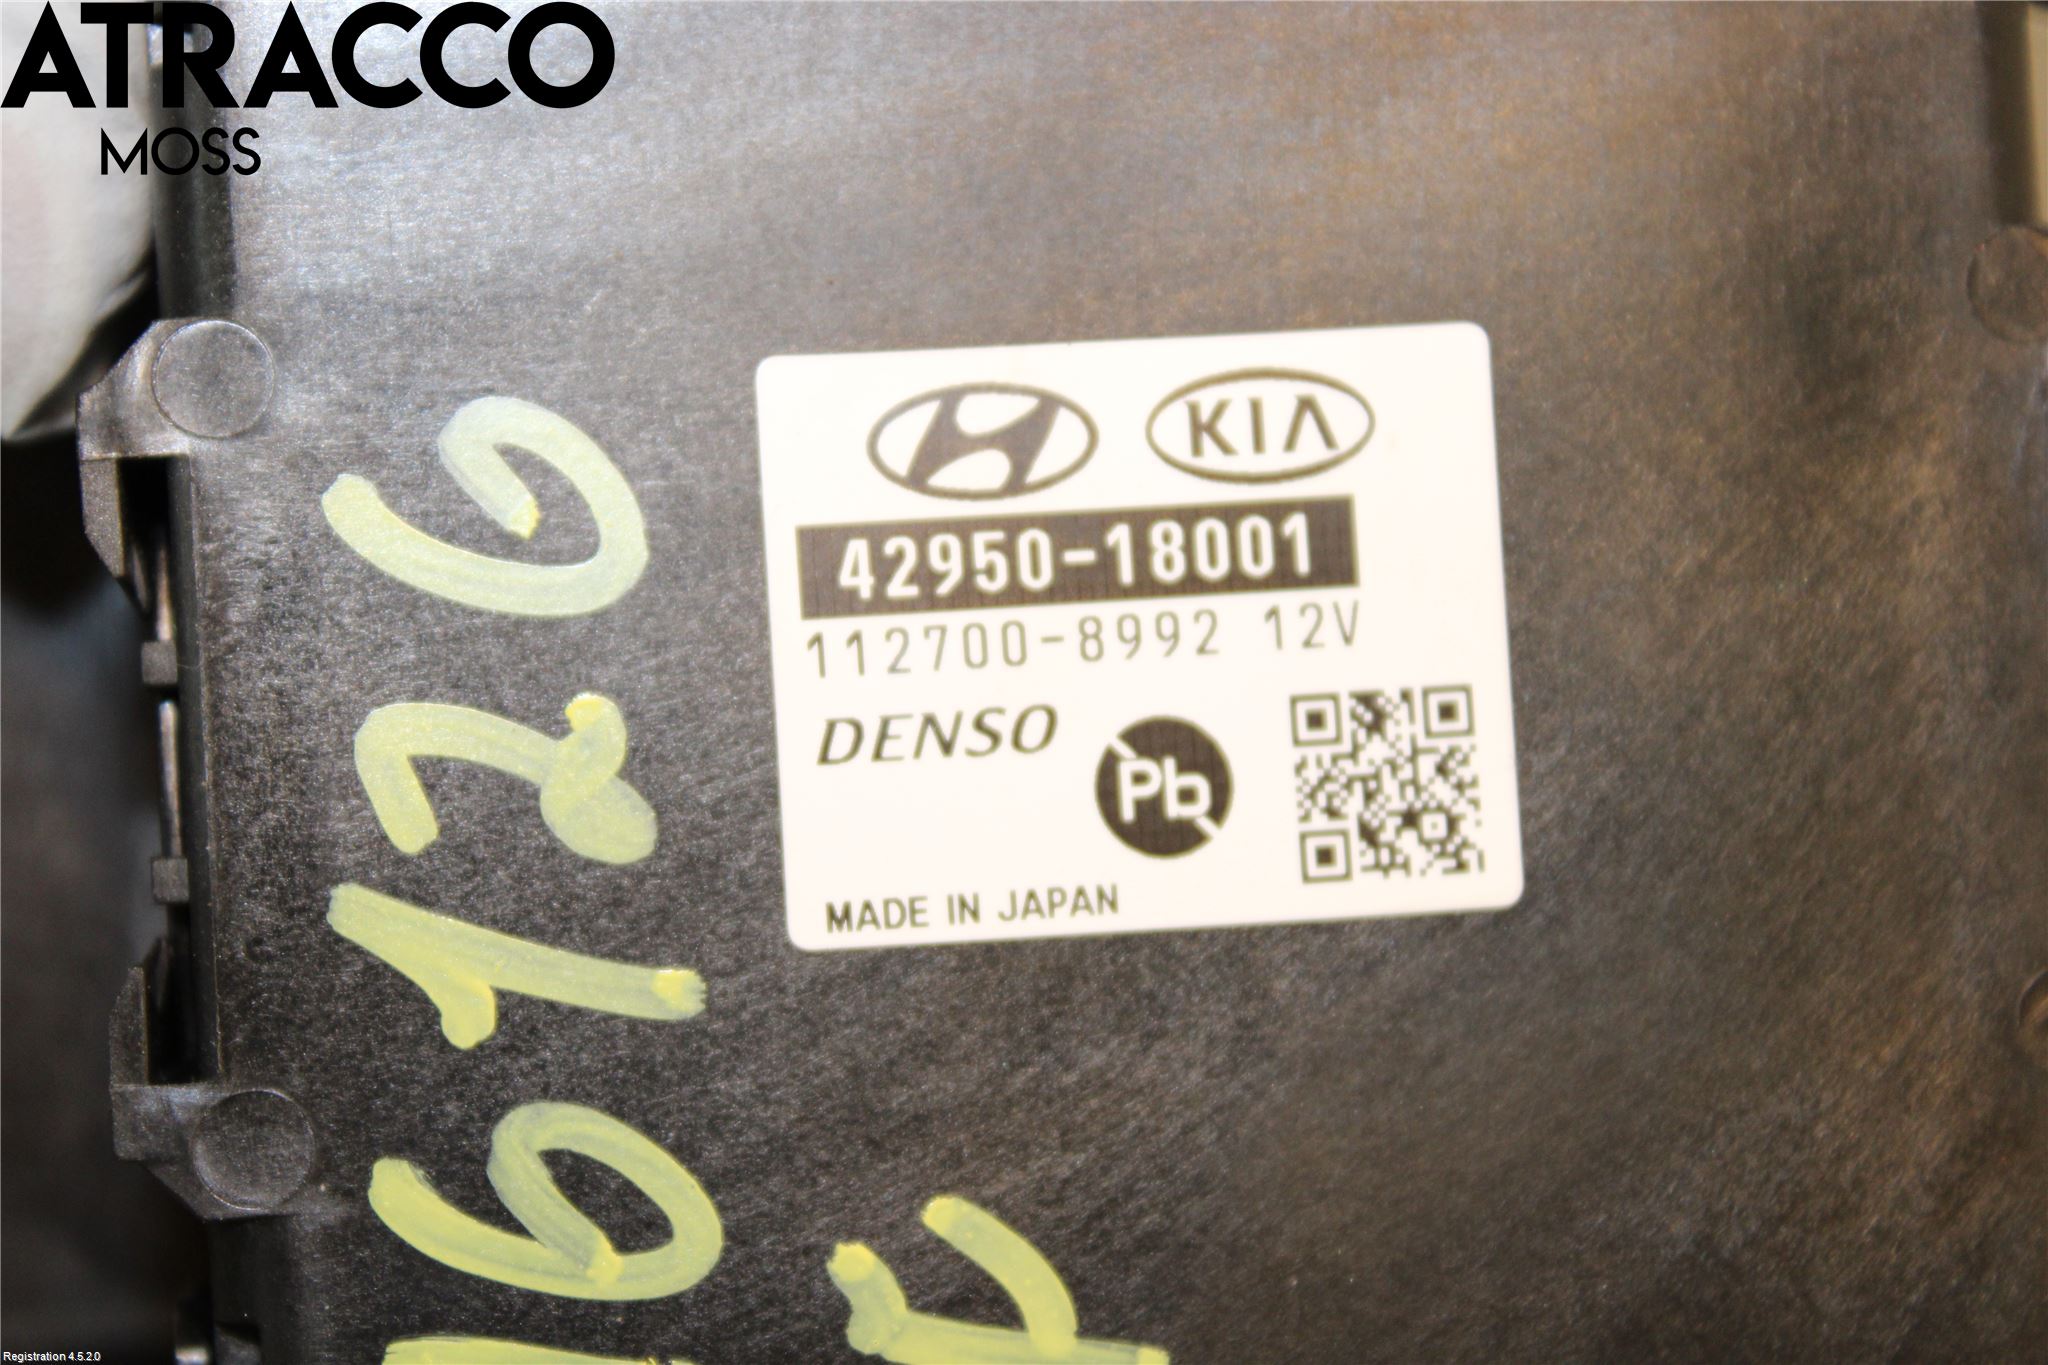 ATRACCO
MOSS
KIA
42950-18001
112700-8992 12V
DENSO
Pb
MADE IN JAPAN
Registration 4.5.2.0